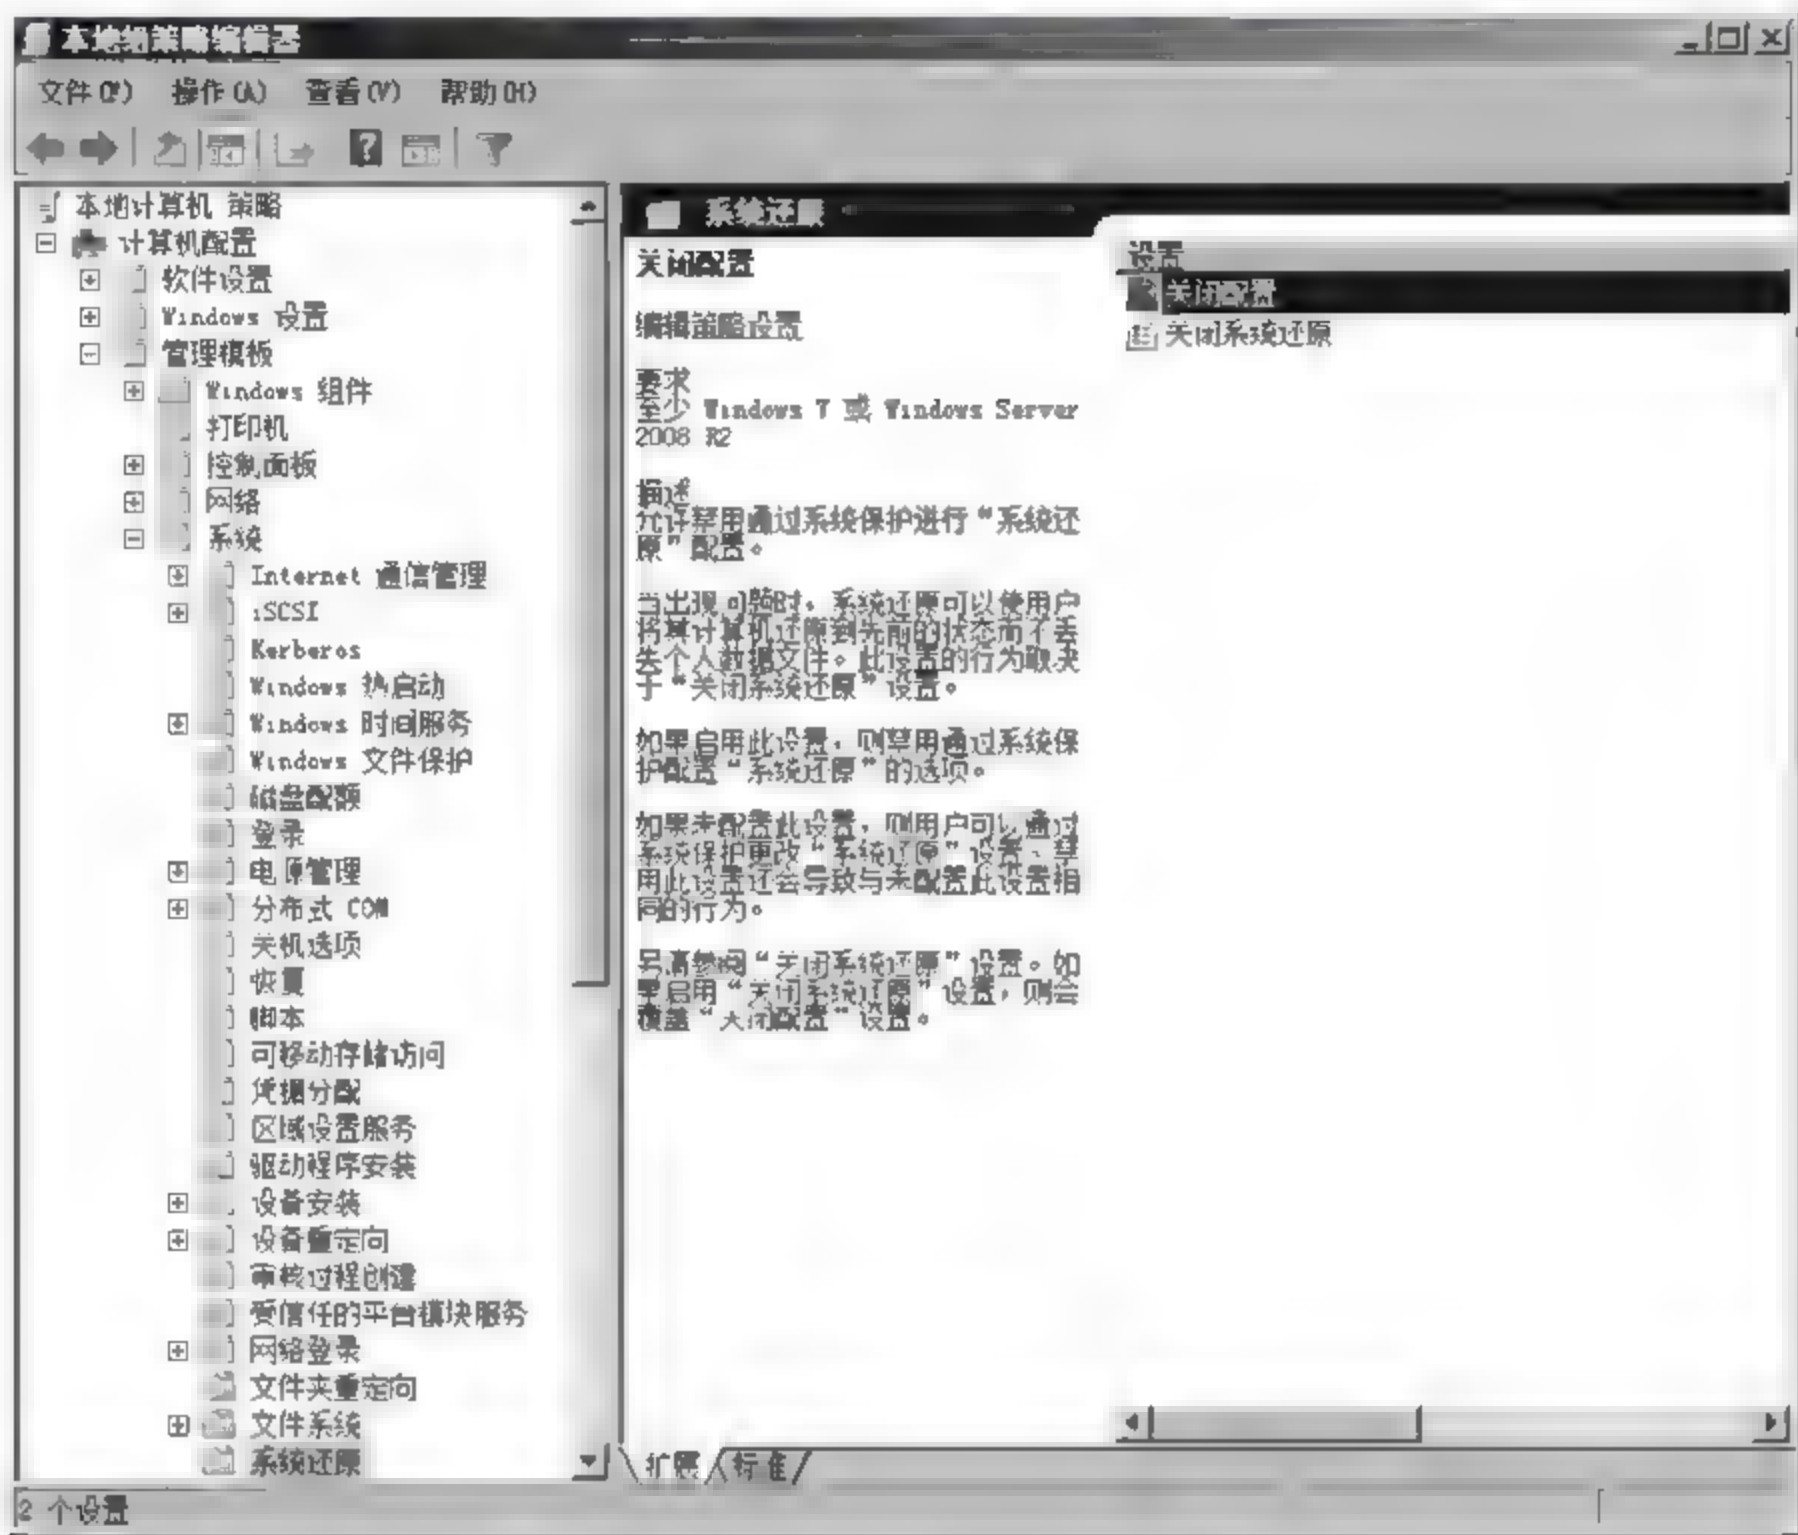 本地组策略编辑器
文件(F) 操作(A) 查看(V) 帮助(H)
本地计算机 策略
计算机配置
软件设置
Windows 设置
管理模板
Windows 组件
打印机
控制面板
网络
系统
Internet 通信管理
iSCSI
Kerberos
Windows 热启动
Windows 时间服务
Windows 文件保护
磁盘配额
登录
电源管理
分布式 COM
关机选项
恢复
脚本
可移动存储访问
凭据分配
区域设置服务
驱动程序安装
设备安装
设备重定向
审核过程创建
受信任的平台模块服务
网络登录
文件夹重定向
文件系统
系统还原
系统还原
关闭配置
编辑策略设置
要求
至少 Windows 7 或 Windows Server
2008 R2
描述
允许禁用通过系统保护进行“系统还
原”配置。
当出现问题时，系统还原可以使用户
将其计算机还原到先前的状态而不丢
失个人数据文件。此设置的行为取决
于“关闭系统还原”设置。
如果启用此设置，则禁用通过系统保
护配置“系统还原”的选项。
如果未配置此设置，则用户可以通过
系统保护更改“系统还原”设置。禁
用此设置还会导致与未配置此设置相
同的行为。
另请参阅“关闭系统还原”设置。如
果启用“关闭系统还原”设置，则会
覆盖“关闭配置”设置。
设置
关闭配置
关闭系统还原
扩展 标准
2 个设置